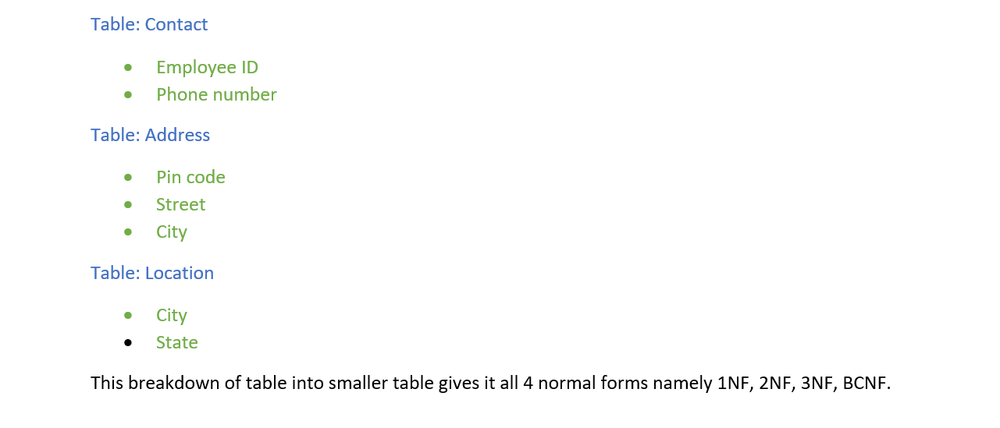 Table: Contact
Employee ID
Phone number
Table: Address
Pin code
Street
City
Table: Location
City
State
This breakdown of table into smaller table gives it all 4 normal forms namely 1NF, 2NF, 3NF, BCNF.